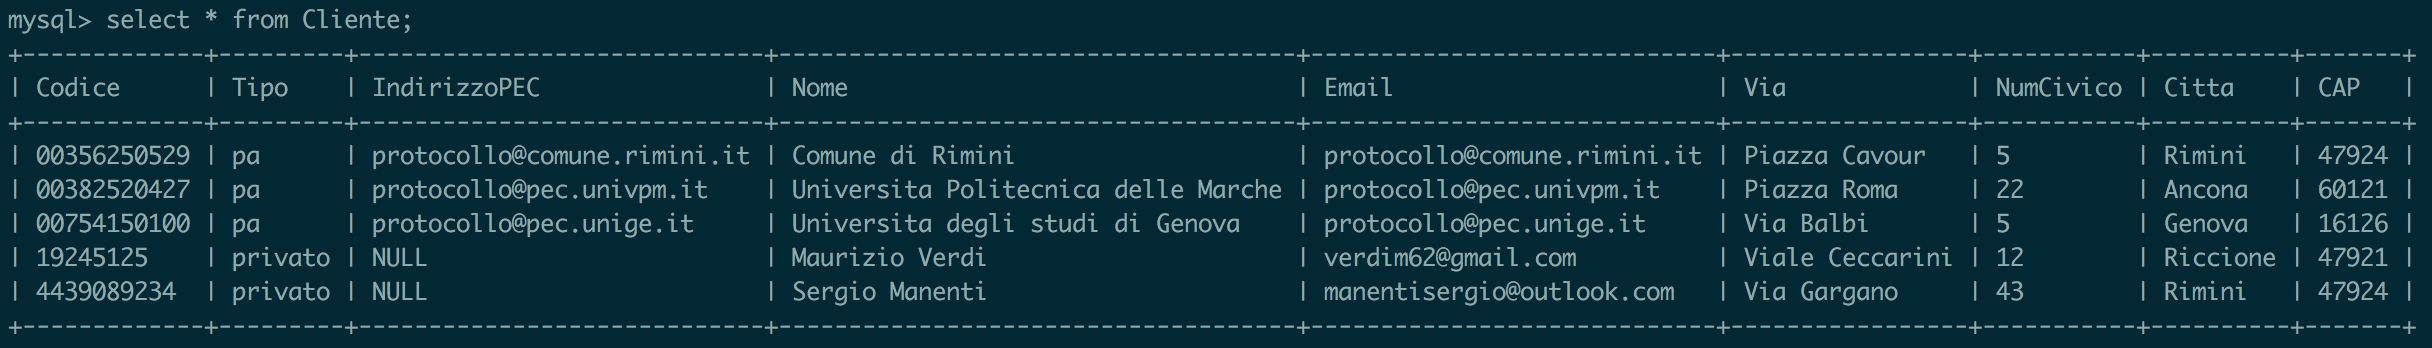 mysql> select * from Cliente;
+-------------+---------+----------------------------+------------------------------------+----------------------------+-----------------+-----------+----------+-------+
| Codice      | Tipo    | IndirizzoPEC               | Nome                               | Email                      | Via             | NumCivico | Citta    | CAP   |
+-------------+---------+----------------------------+------------------------------------+----------------------------+-----------------+-----------+----------+-------+
| 00356250529 | pa      | protocollo@comune.rimini.it | Comune di Rimini                   | protocollo@comune.rimini.it | Piazza Cavour   | 5         | Rimini   | 47924 |
| 00382520427 | pa      | protocollo@pec.univpm.it   | Universita Politecnica delle Marche | protocollo@pec.univpm.it   | Piazza Roma     | 22        | Ancona   | 60121 |
| 00754150100 | pa      | protocollo@pec.unige.it    | Universita degli studi di Genova   | protocollo@pec.unige.it    | Via Balbi       | 5         | Genova   | 16126 |
| 19245125    | privato | NULL                       | Maurizio Verdi                     | verdim62@gmail.com         | Viale Ceccarini | 12        | Riccione | 47921 |
| 4439089234  | privato | NULL                       | Sergio Manenti                     | manentisergio@outlook.com  | Via Gargano     | 43        | Rimini   | 47924 |
+-------------+---------+----------------------------+------------------------------------+----------------------------+-----------------+-----------+----------+-------+